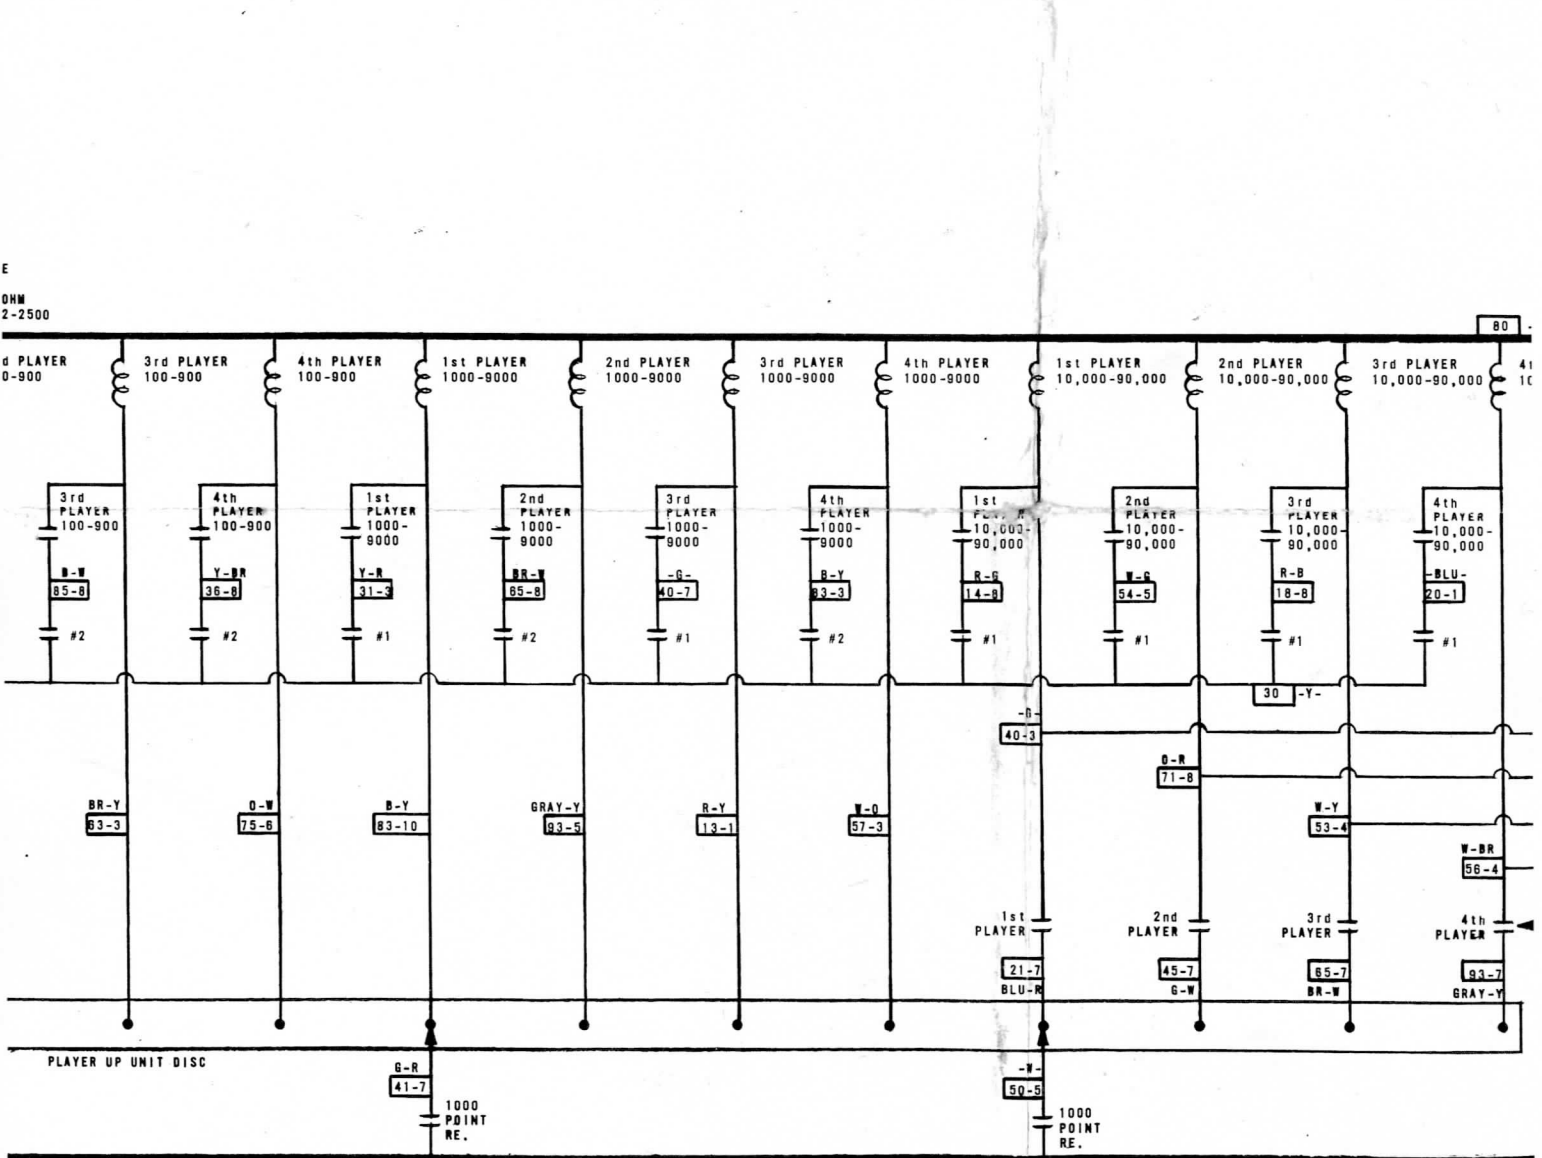 E
OHM
2-2500
80
d PLAYER
0-900
3rd PLAYER
100-900
4th PLAYER
100-900
1st PLAYER
1000-9000
2nd PLAYER
1000-9000
3rd PLAYER
1000-9000
4th PLAYER
1000-9000
1st PLAYER
10,000-90,000
2nd PLAYER
10,000-90,000
3rd PLAYER
10,000-90,000
3rd
PLAYER
100-900
4th
PLAYER
100-900
1st
PLAYER
1000-
9000
2nd
PLAYER
1000-
9000
3rd
PLAYER
1000-
9000
4th
PLAYER
1000-
9000
1st
10,000-
90,000
2nd
PLAYER
10,000-
90,000
3rd
PLAYER
10,000-
90,000
4th
PLAYER
10,000-
90,000
B-W
85-8
Y-BR
36-8
Y-R
31-3
BR-W
65-8
-G-
40-7
B-Y
83-3
R-G
14-8
W-G
54-5
R-B
18-8
-BLU-
20-1
#2
#2
#1
#2
#1
#2
#1
#1
#1
#1
30 -Y-
-G-
40-3
O-R
71-8
BR-Y
63-3
O-W
75-6
B-Y
83-10
GRAY-Y
93-5
R-Y
13-1
W-O
57-3
W-Y
53-4
W-BR
56-4
1st
PLAYER
2nd
PLAYER
3rd
PLAYER
4th
PLAYER
21-7
BLU-R
45-7
G-W
65-7
BR-W
93-7
GRAY-Y
PLAYER UP UNIT DISC
G-R
41-7
1000
POINT
RE.
-W-
50-5
1000
POINT
RE.